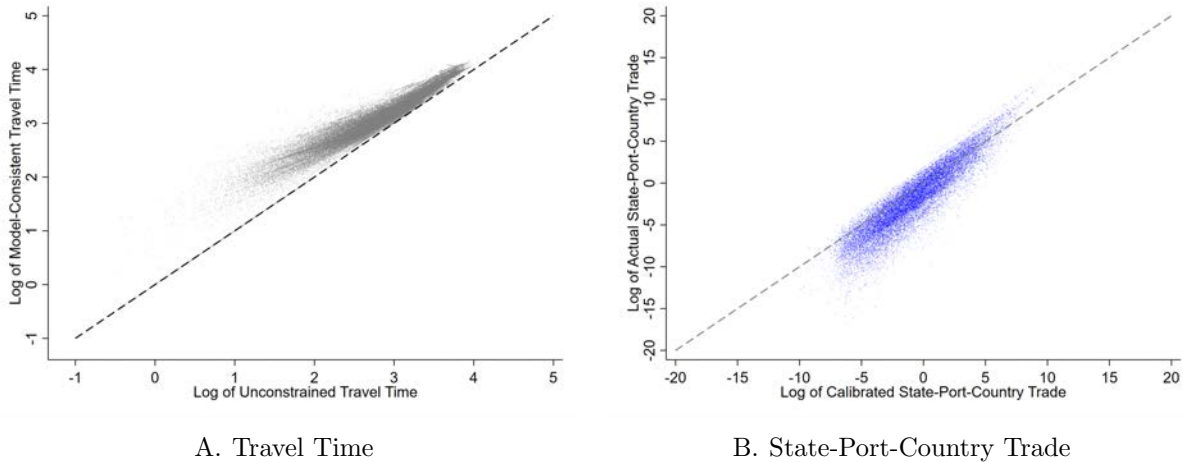 Log of Model-Consistent Travel Time
5
4
3
2
1
0
-1
-1 0 1 2 3 4 5
Log of Unconstrained Travel Time
A. Travel Time
Log of Actual State-Port-Country Trade
20
15
10
5
0
-5
-10
-15
-20
-20 -15 -10 -5 0 5 10 15 20
Log of Calibrated State-Port-Country Trade
B. State-Port-Country Trade